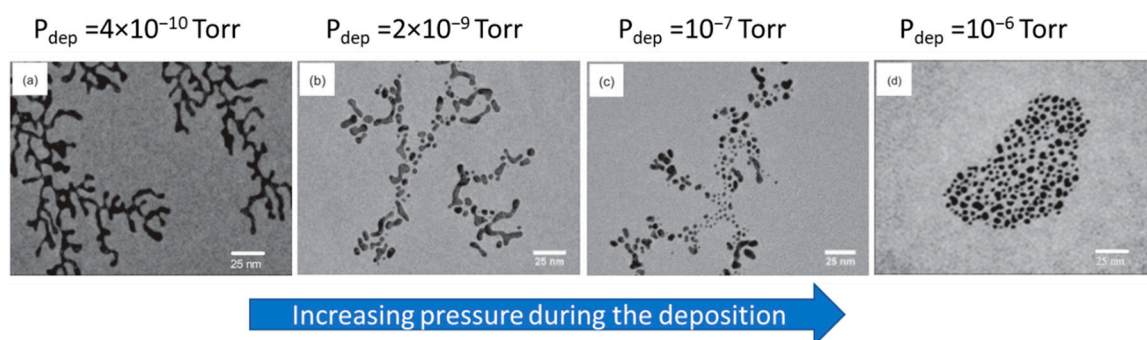 P_dep =4×10⁻¹⁰ Torr P_dep =2×10⁻⁹ Torr P_dep =10⁻⁷ Torr P_dep =10⁻⁶ Torr
(a) (b) (c) (d)
25 nm 25 nm 25 nm 25 nm
Increasing pressure during the deposition